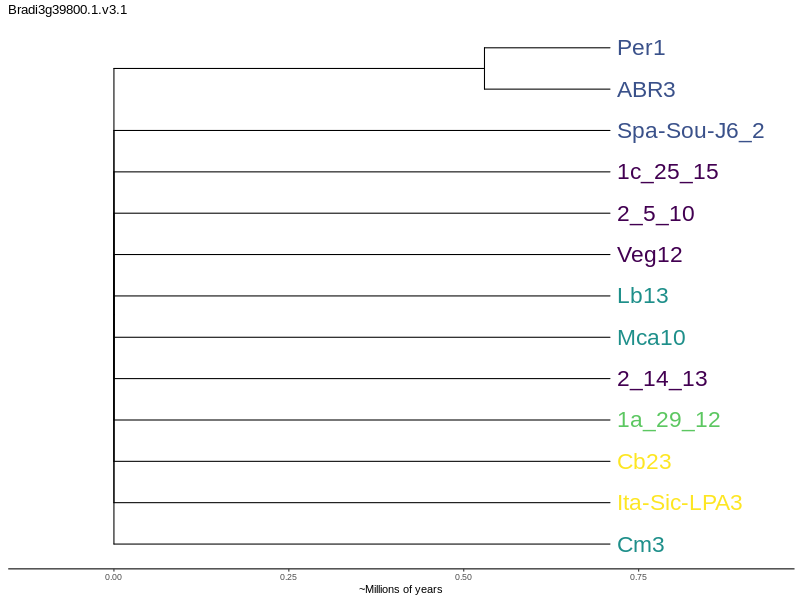 Bradi3g39800.1.v3.1
Per1
ABR3
Spa-Sou-J6_2
1c_25_15
2_5_10
Veg12
Lb13
Mca10
2_14_13
1a_29_12
Cb23
Ita-Sic-LPA3
Cm3
0.00 0.25 0.50 0.75
~Millions of years